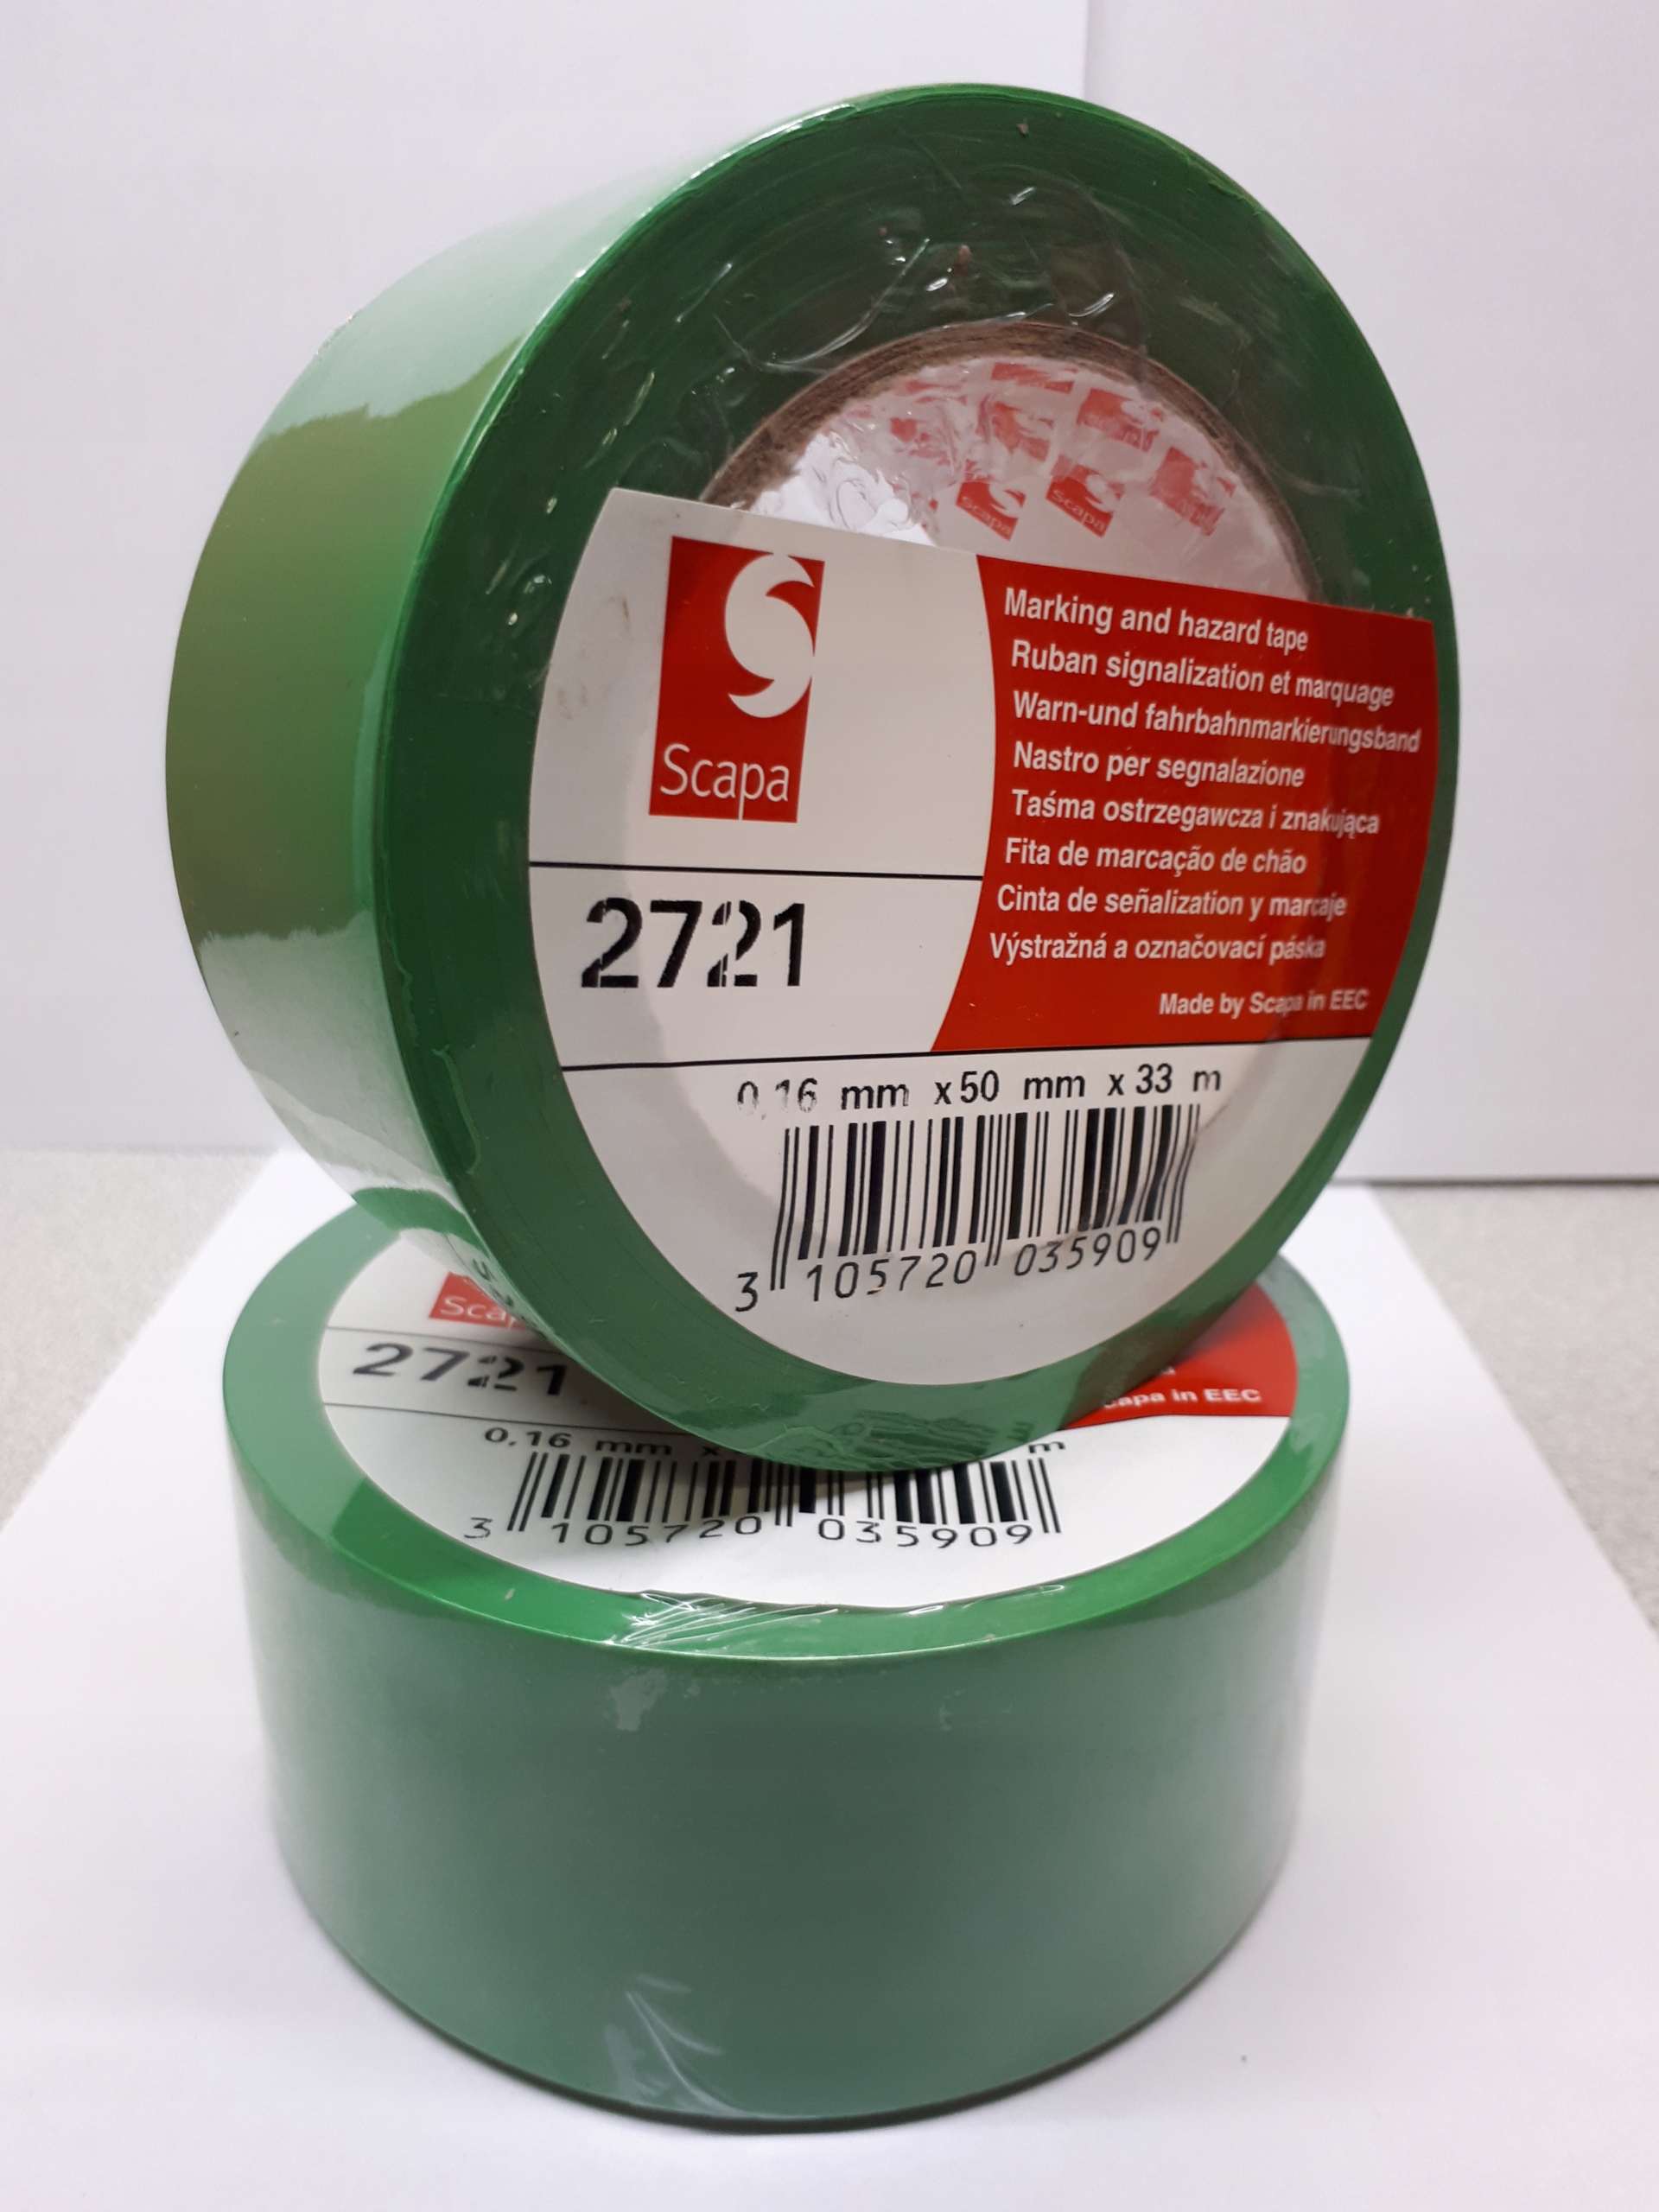 Scapa
Scapa
Scapa
Marking and hazard tape
Ruban signalization et marquage
Warn-und fahrbahnmarkierungsband
Nastro per segnalazione
Taśma ostrzegawcza i znakująca
Fita de marcação de chão
Cinta de señalization y marcaje
Výstražná a označovací páska
Made by Scapa in EEC
2721
0,16 mm x 50 mm x 33 m
3 105720 035909
2721
in EEC
0,16 mm x
m
3 105720 035909